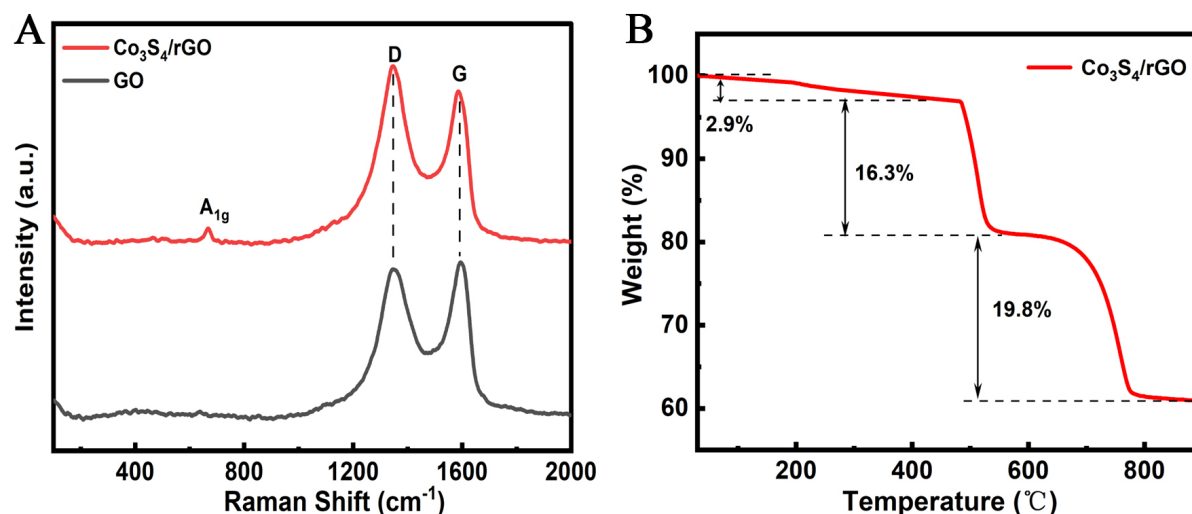 A
Co₃S₄/rGO
GO
D
G
A₁g
Intensity (a.u.)
400 800 1200 1600 2000
Raman Shift (cm⁻¹)
B
Co₃S₄/rGO
100
90
80
70
60
2.9%
16.3%
19.8%
Weight (%)
200 400 600 800
Temperature (℃)